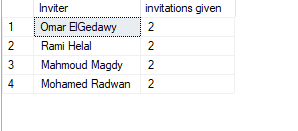 Inviter invitations given
1 Omar ElGedawy 2
2 Rami Helal 2
3 Mahmoud Magdy 2
4 Mohamed Radwan 2